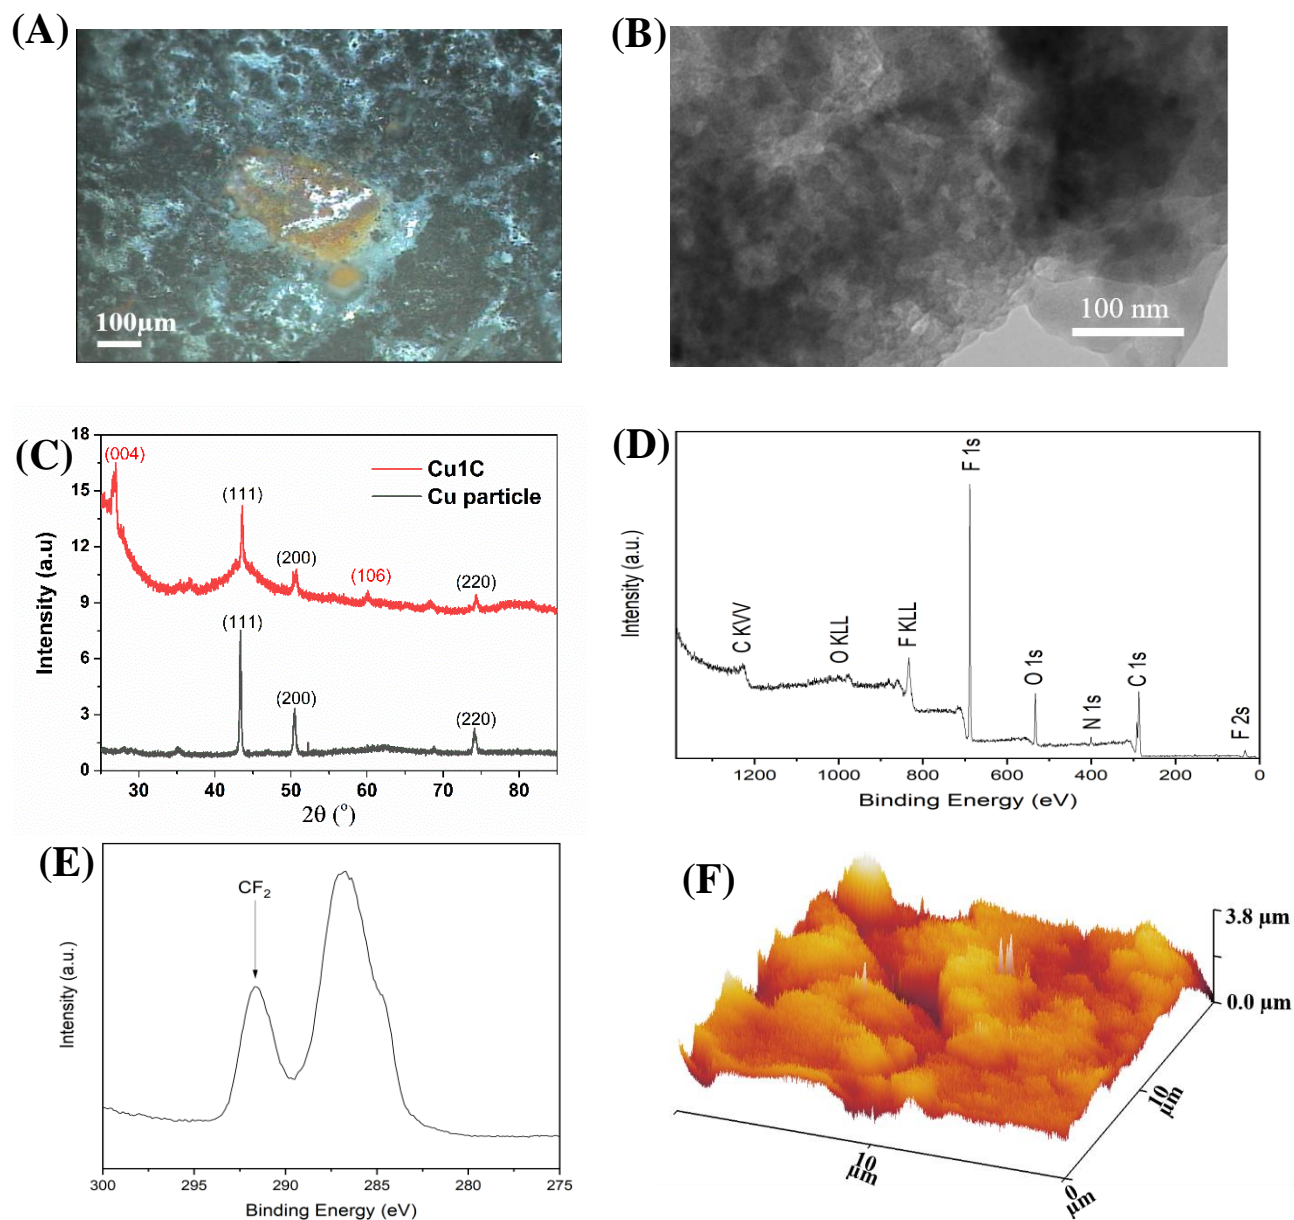 (A)
100µm
(B)
100 nm
(C)
18
15
12
9
6
3
0
Intensity (a.u)
(004)
(111)
(200)
(106)
(220)
Cu1C
Cu particle
(111)
(200)
(220)
30 40 50 60 70 80
2θ (°)
(D)
Intensity (a.u.)
C KVV
O KLL
F KLL
F 1s
O 1s
N 1s
C 1s
F 2s
1200 1000 800 600 400 200 0
Binding Energy (eV)
(E)
CF₂
Intensity (a.u.)
300 295 290 285 280 275
Binding Energy (eV)
(F)
3.8 µm
0.0 µm
10 µm
10 µm
0 µm